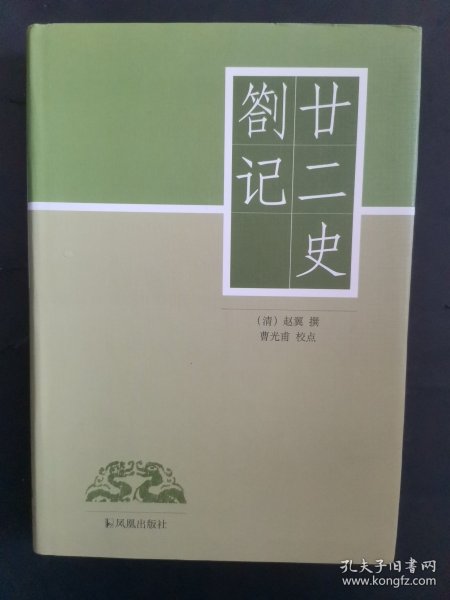 廿二史
劄记
（清）赵翼 撰
曹光甫 校点
凤凰出版社
孔夫子旧书网
www.kongfz.com